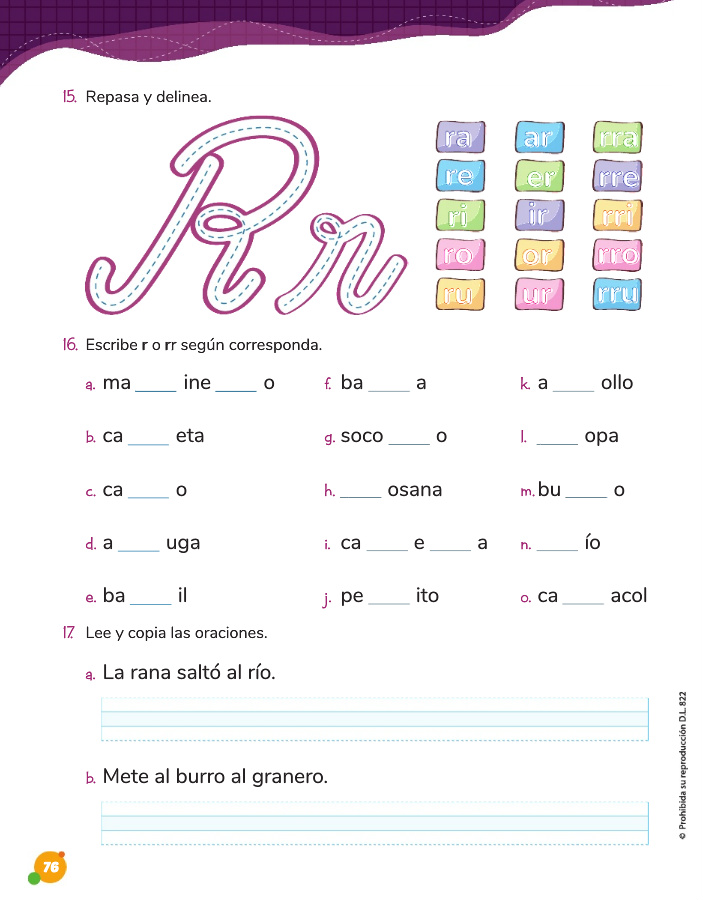 15. Repasa y delinea.
R r
ra ar rra
re er rre
ri ir rri
ro or rro
ru ur rru
16. Escribe r o rr según corresponda.
a. ma ____ ine ____ o f. ba ____ a k. a ____ ollo
b. ca ____ eta g. soco ____ o l. ____ opa
c. ca ____ o h. ____ osana m. bu ____ o
d. a ____ uga i. ca ____ e ____ a n. ____ ío
e. ba ____ il j. pe ____ ito o. ca ____ acol
17. Lee y copia las oraciones.
a. La rana saltó al río.
b. Mete al burro al granero.
© Prohibida su reproducción D.L. 822
76